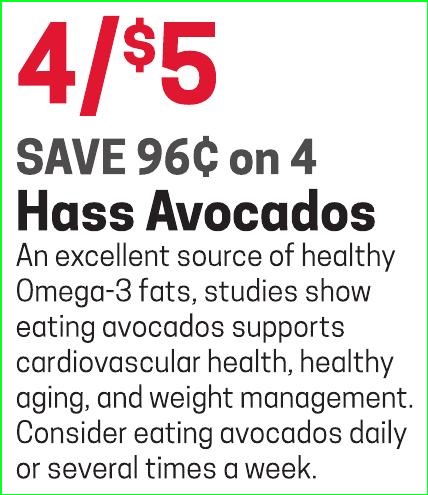 4/$5
SAVE 96¢ on 4
Hass Avocados
An excellent source of healthy
Omega-3 fats, studies show
eating avocados supports
cardiovascular health, healthy
aging, and weight management.
Consider eating avocados daily
or several times a week.